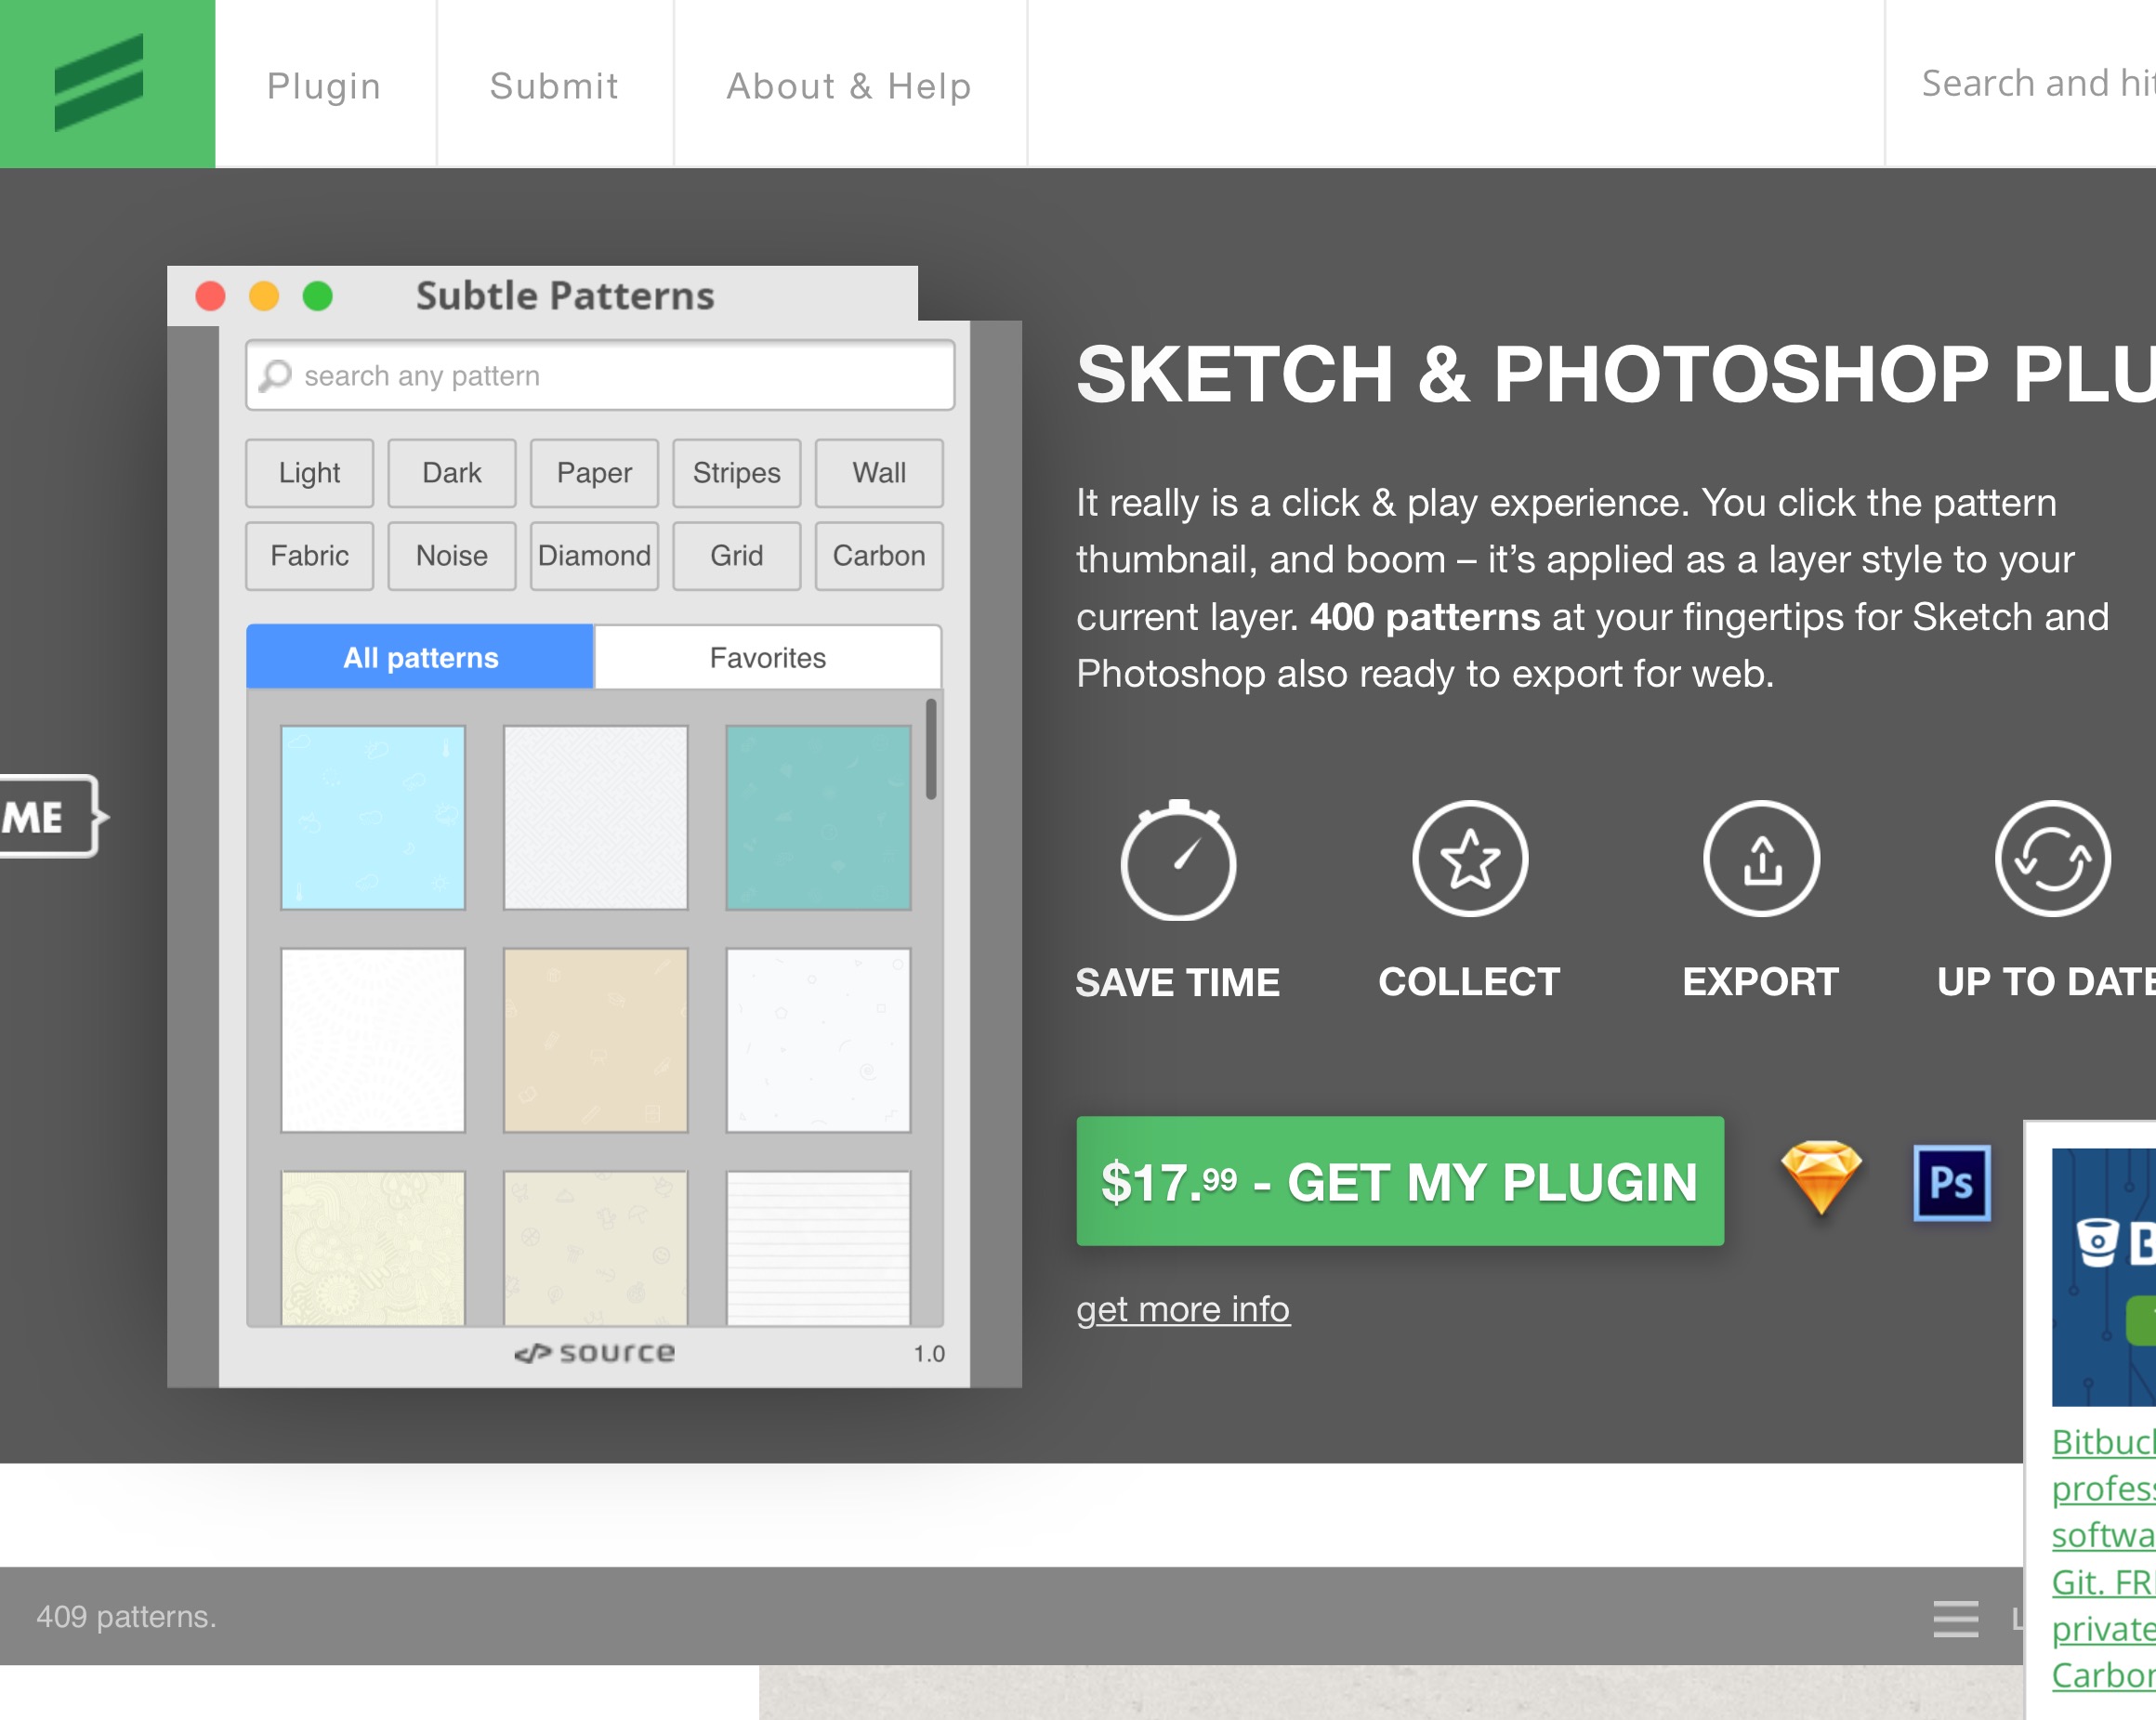 Plugin
Submit
About & Help
Search and hit
Subtle Patterns
search any pattern
Light
Dark
Paper
Stripes
Wall
Fabric
Noise
Diamond
Grid
Carbon
All patterns
Favorites
source
1.0
ME
SKETCH & PHOTOSHOP PLU
It really is a click & play experience. You click the pattern
thumbnail, and boom – it’s applied as a layer style to your
current layer. 400 patterns at your fingertips for Sketch and
Photoshop also ready to export for web.
SAVE TIME
COLLECT
EXPORT
UP TO DATE
$17.99 - GET MY PLUGIN
Ps
get more info
B
Bitbuck
profess
softwa
Git. FR
private
Carbon
409 patterns.
L